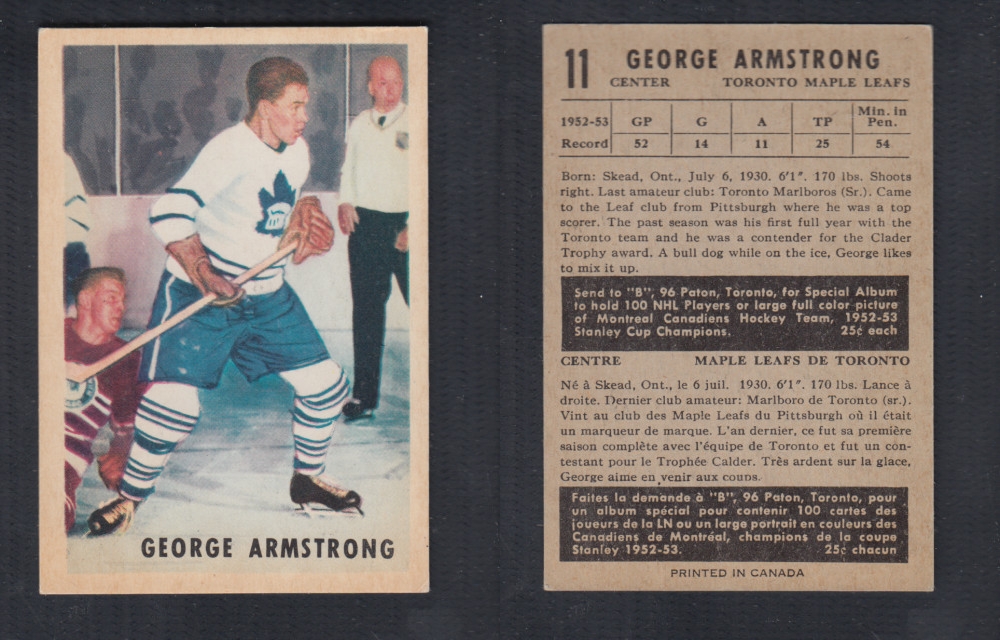 GEORGE ARMSTRONG
11 GEORGE ARMSTRONG
CENTER TORONTO MAPLE LEAFS
1952-53 GP G A TP Min. in Pen.
Record 52 14 11 25 54
Born: Skead, Ont., July 6, 1930. 6'1". 170 lbs. Shoots
right. Last amateur club: Toronto Marlboros (Sr.). Came
to the Leaf club from Pittsburgh where he was a top
scorer. The past season was his first full year with the
Toronto team and he was a contender for the Clader
Trophy award. A bull dog while on the ice, George likes
to mix it up.
Send to "B", 96 Paton, Toronto, for Special Album
to hold 100 NHL Players or large full color picture
of Montreal Canadiens Hockey Team, 1952-53
Stanley Cup Champions. 25¢ each
CENTRE MAPLE LEAFS DE TORONTO
Né à Skead, Ont., le 6 juil. 1930. 6'1". 170 lbs. Lance à
droite. Dernier club amateur: Marlboro de Toronto (sr.).
Vint au club des Maple Leafs du Pittsburgh où il était
un marqueur de marque. L'an dernier, ce fut sa première
saison complète avec l'équipe de Toronto et fut un con-
testant pour le Trophée Calder. Très ardent sur la glace,
George aime en venir aux coups.
Faites la demande à "B", 96 Paton, Toronto, pour
un album spécial pour contenir 100 cartes des
joueurs de la LN ou un large portrait en couleurs des
Canadiens de Montréal, champions de la coupe
Stanley 1952-53. 25¢ chacun
PRINTED IN CANADA